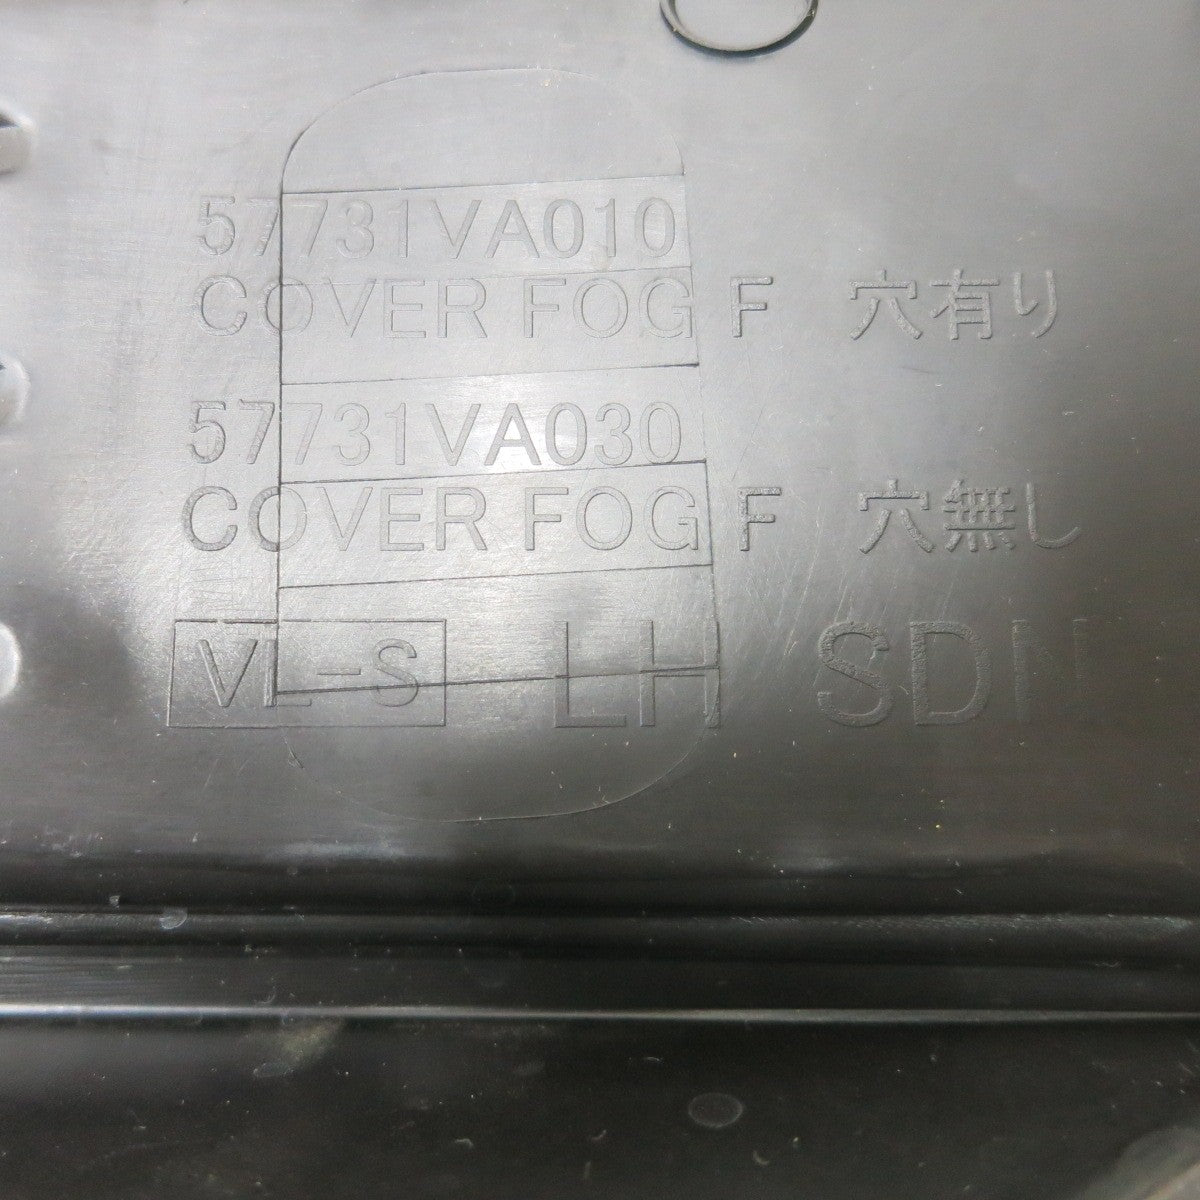 57731VA010
COVER FOG F 穴有り
57731VA030
COVER FOG F 穴無し
VL-S LH SDN